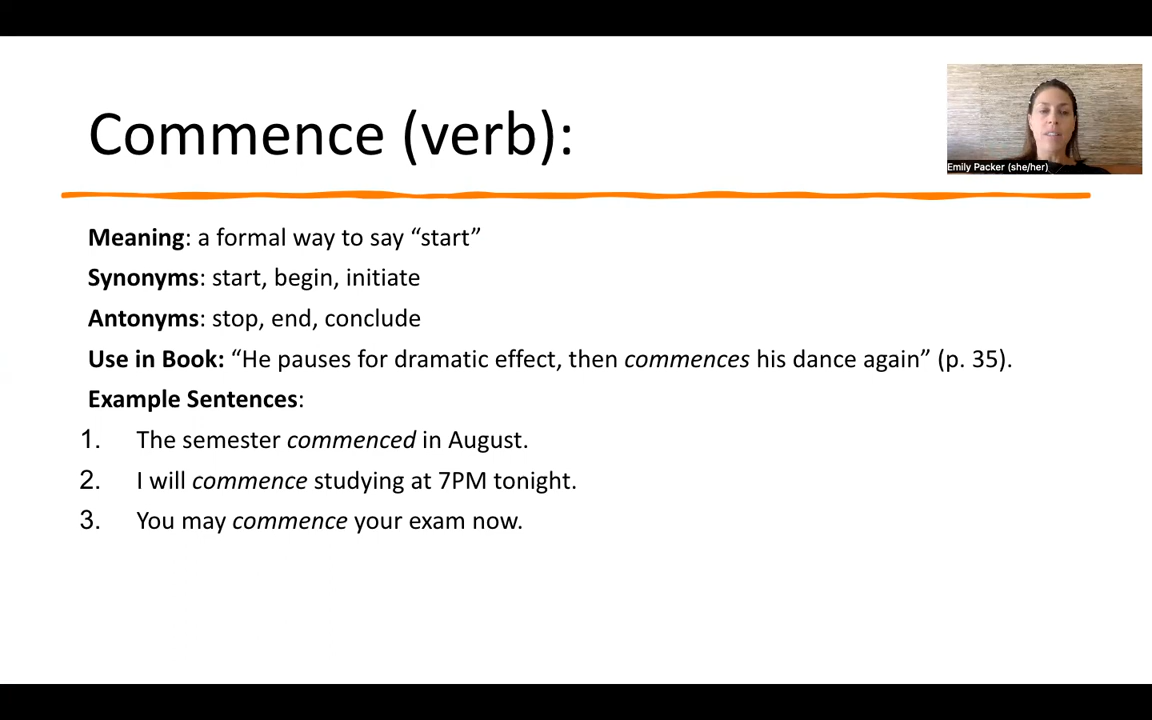 Commence (verb):
Emily Packer (she/her)
Meaning: a formal way to say “start”
Synonyms: start, begin, initiate
Antonyms: stop, end, conclude
Use in Book: “He pauses for dramatic effect, then commences his dance again” (p. 35).
Example Sentences:
1. The semester commenced in August.
2. I will commence studying at 7PM tonight.
3. You may commence your exam now.